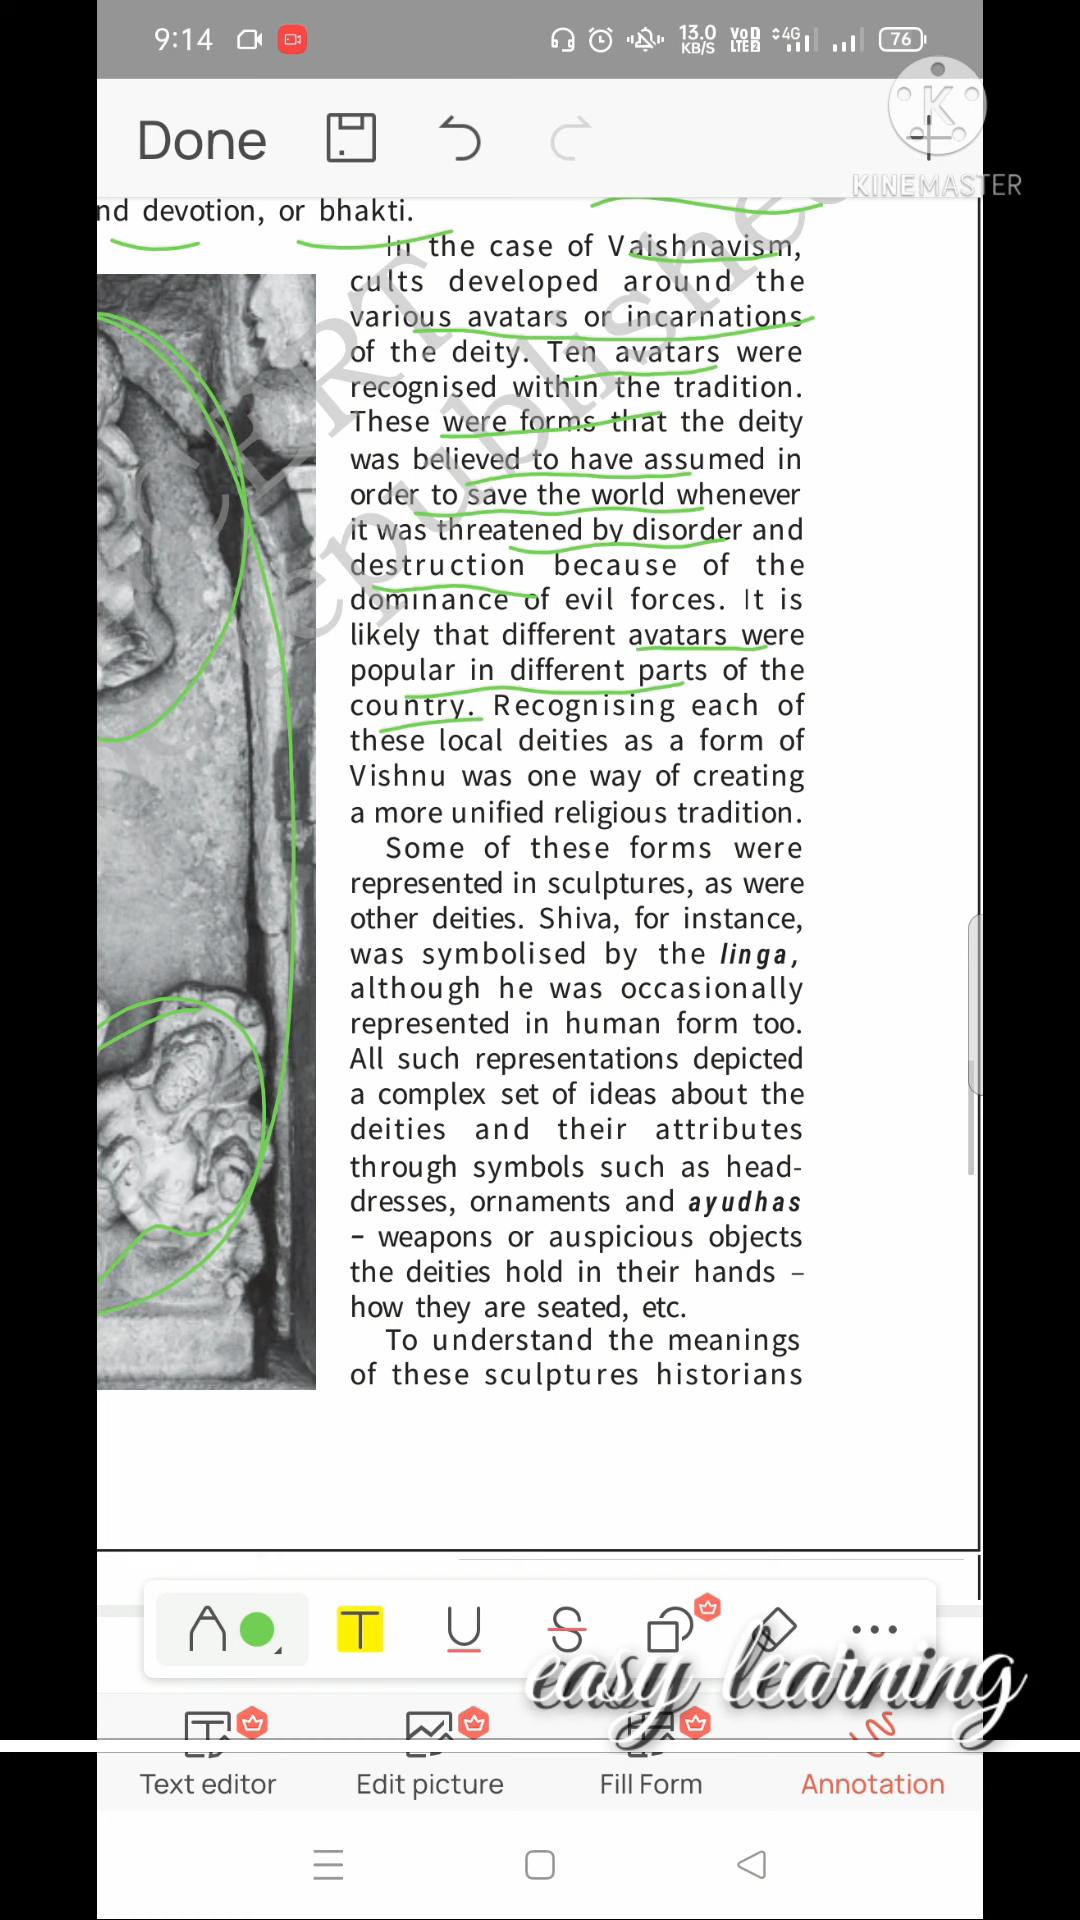 9:14
13.0
KB/S
VoD
LTE2
4G
76
Done
K
KINEMASTER
nd devotion, or bhakti.
In the case of Vaishnavism,
cults developed around the
various avatars or incarnations
of the deity. Ten avatars were
recognised within the tradition.
These were forms that the deity
was believed to have assumed in
order to save the world whenever
it was threatened by disorder and
destruction because of the
dominance of evil forces. It is
likely that different avatars were
popular in different parts of the
country. Recognising each of
these local deities as a form of
Vishnu was one way of creating
a more unified religious tradition.
Some of these forms were
represented in sculptures, as were
other deities. Shiva, for instance,
was symbolised by the linga,
although he was occasionally
represented in human form too.
All such representations depicted
a complex set of ideas about the
deities and their attributes
through symbols such as head-
dresses, ornaments and ayudhas
– weapons or auspicious objects
the deities hold in their hands –
how they are seated, etc.
To understand the meanings
of these sculptures historians
T
U
S
easy learning
Text editor
Edit picture
Fill Form
Annotation